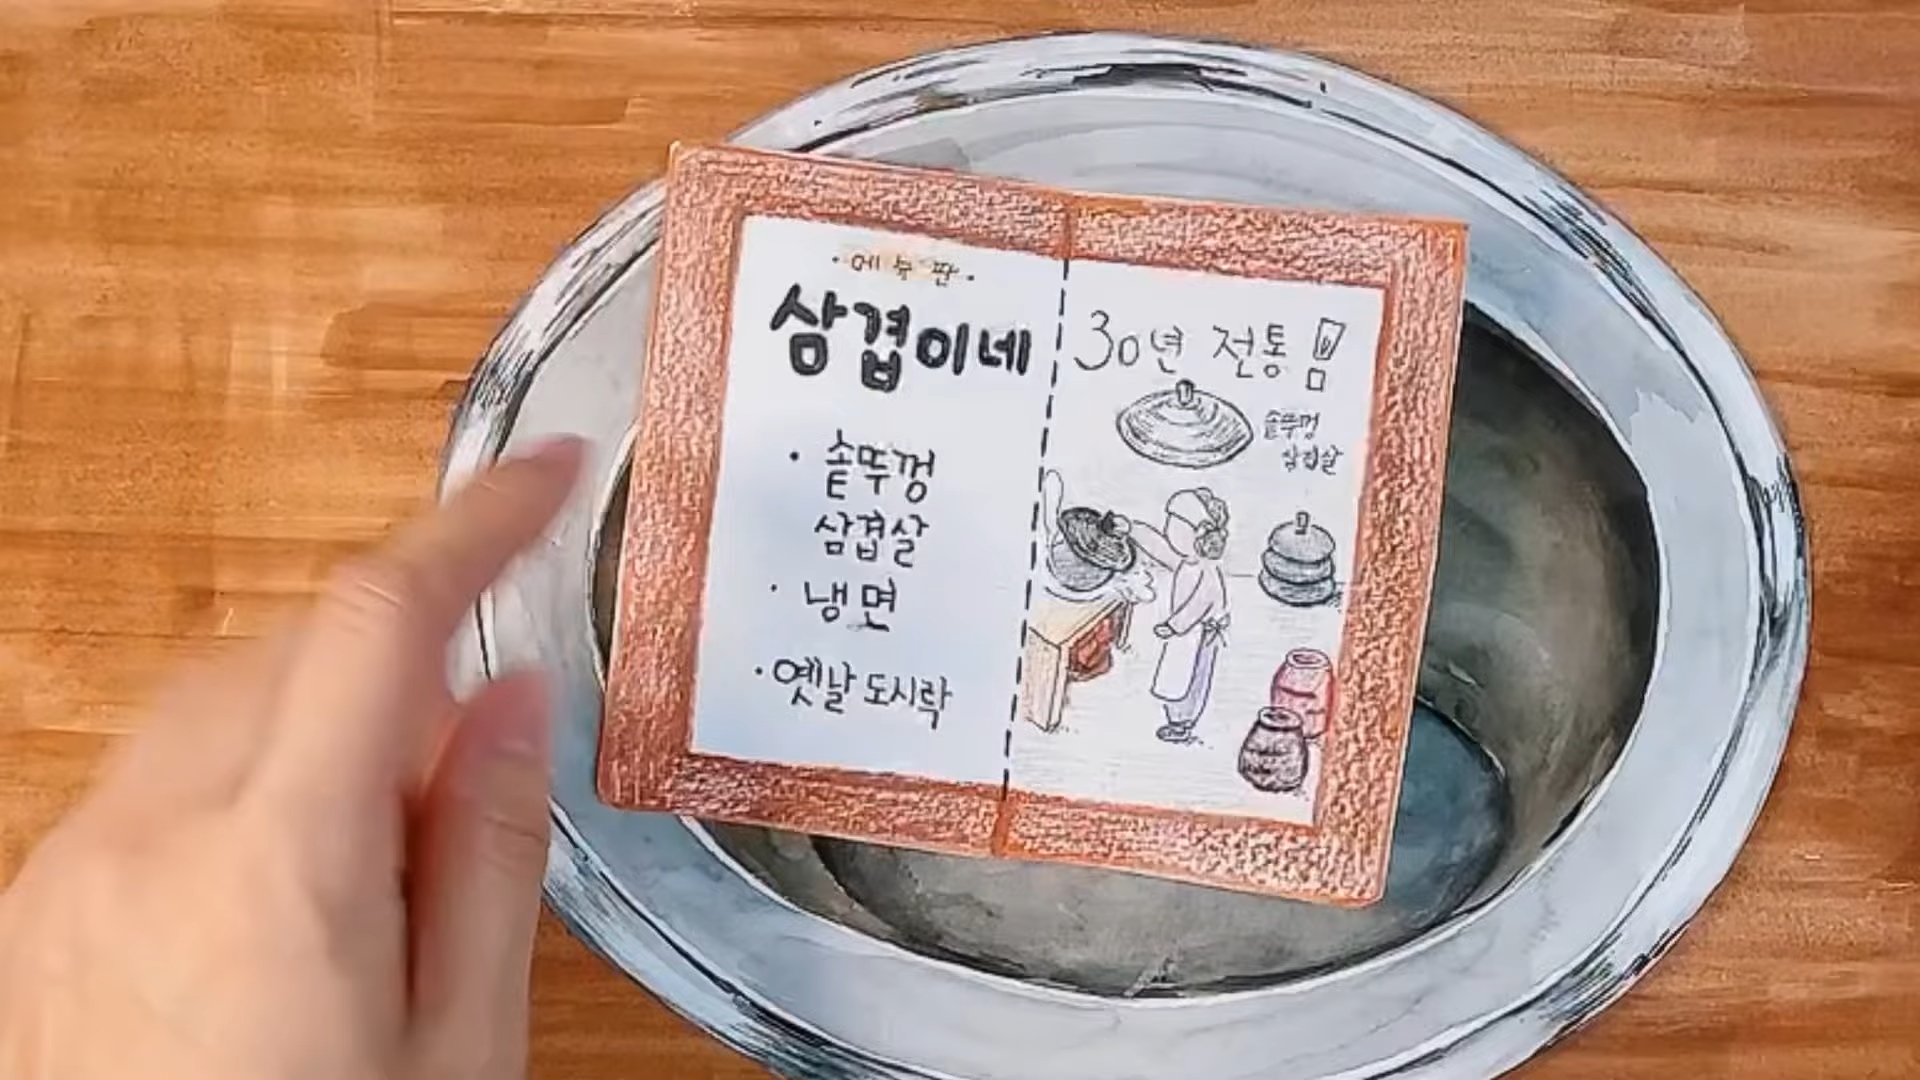 · 메뉴판 ·
삼겹이네
· 솥뚜껑
삼겹살
· 냉면
· 옛날 도시락
30년 전통!
솥뚜껑
삼겹살